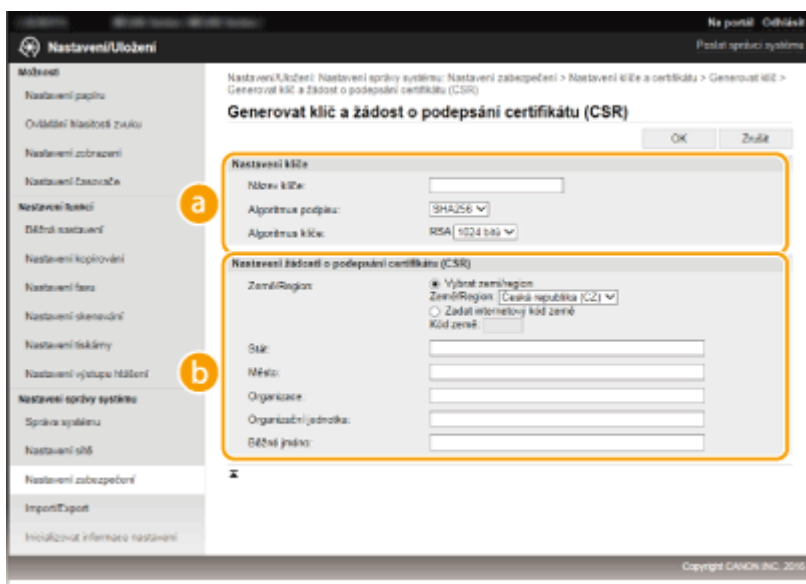 Na portál Odhlásit
Nastavení/Uložení
Poslat správci systému
Možnosti
Nastavení papíru
Ovládání hlasitosti zvuku
Nastavení zobrazení
Nastavení časovače
Nastavení funkcí
Běžná nastavení
Nastavení kopírování
Nastavení faxu
Nastavení skenování
Nastavení tiskárny
Nastavení výstupu hlášení
Nastavení správy systému
Správa systému
Nastavení sítě
Nastavení zabezpečení
Import/Export
Inicializovat informace nastavení
Nastavení/Uložení: Nastavení správy systému: Nastavení zabezpečení > Nastavení klíče a certifikátu > Generovat klíč >
Generovat klíč a žádost o podepsání certifikátu (CSR)
Generovat klíč a žádost o podepsání certifikátu (CSR)
OK Zrušit
a
Nastavení klíče
Název klíče:
Algoritmus podpisu: SHA256
Algoritmus klíče: RSA 1024 bitů
b
Nastavení žádosti o podepsání certifikátu (CSR)
Země/Region: Vybrat zemi/region
Země/Region: Česká republika (CZ)
Zadat internetový kód země
Kód země:
Stát:
Město:
Organizace:
Organizační jednotka:
Běžné jméno:
Copyright CANON INC. 2016